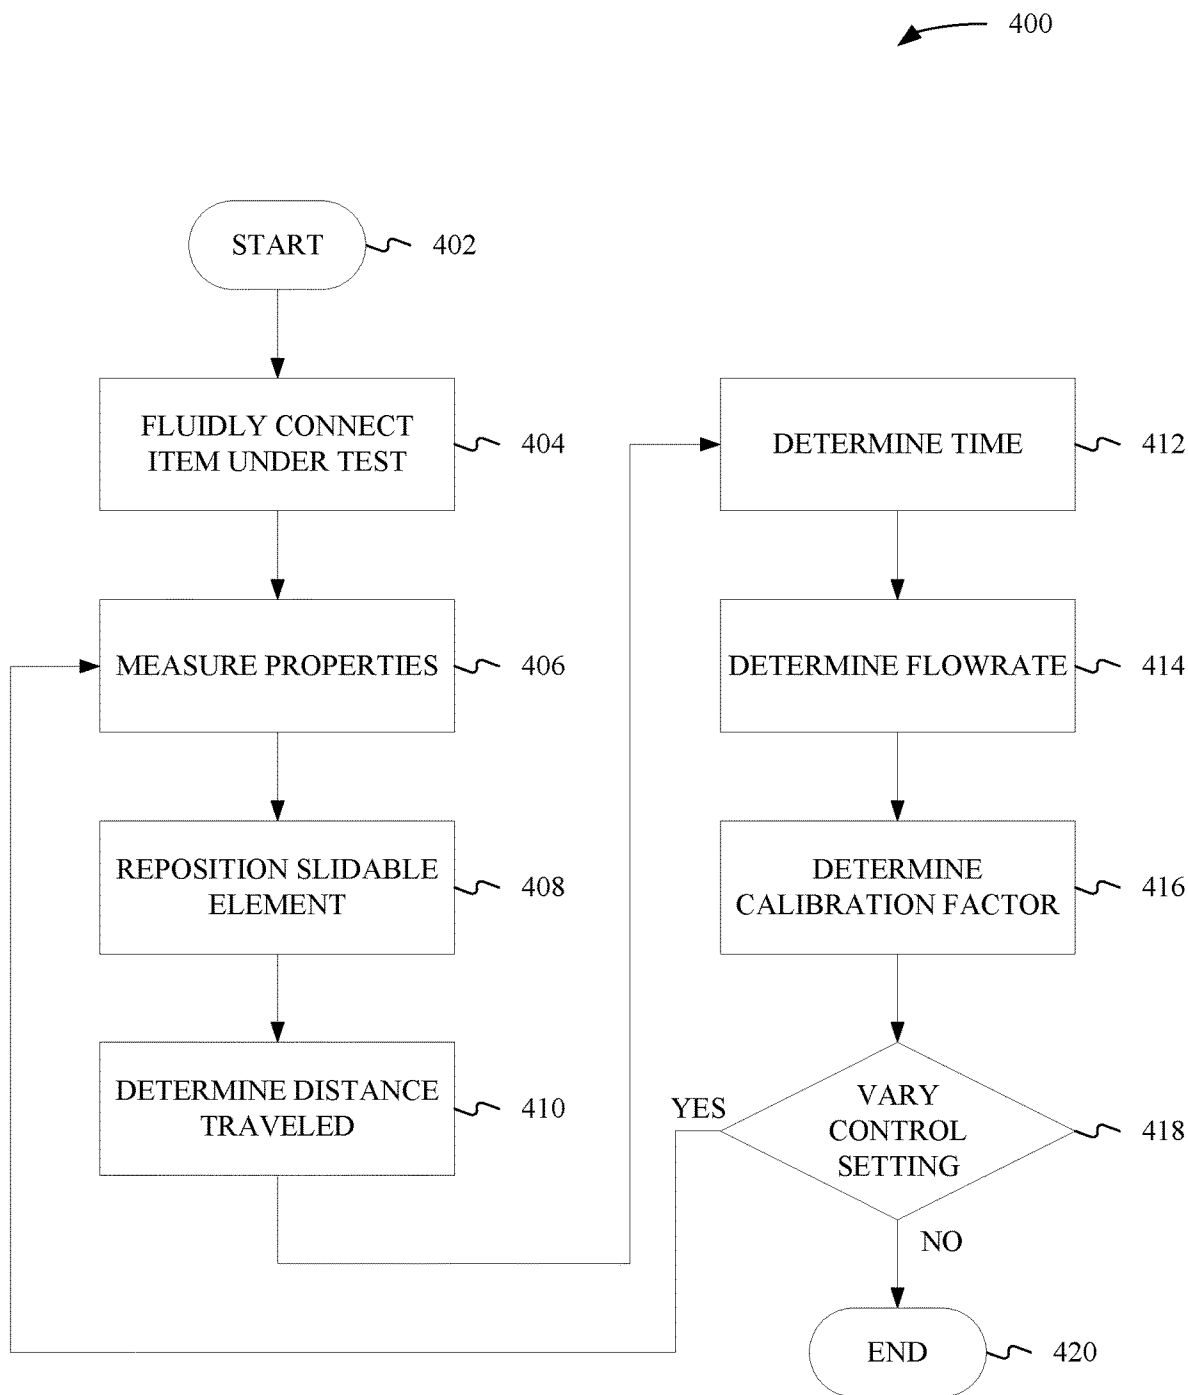 400
START
402
FLUIDLY CONNECT
ITEM UNDER TEST
404
MEASURE PROPERTIES
406
REPOSITION SLIDABLE
ELEMENT
408
DETERMINE DISTANCE
TRAVELED
410
DETERMINE TIME
412
DETERMINE FLOWRATE
414
DETERMINE
CALIBRATION FACTOR
416
YES
VARY
CONTROL
SETTING
418
NO
END
420